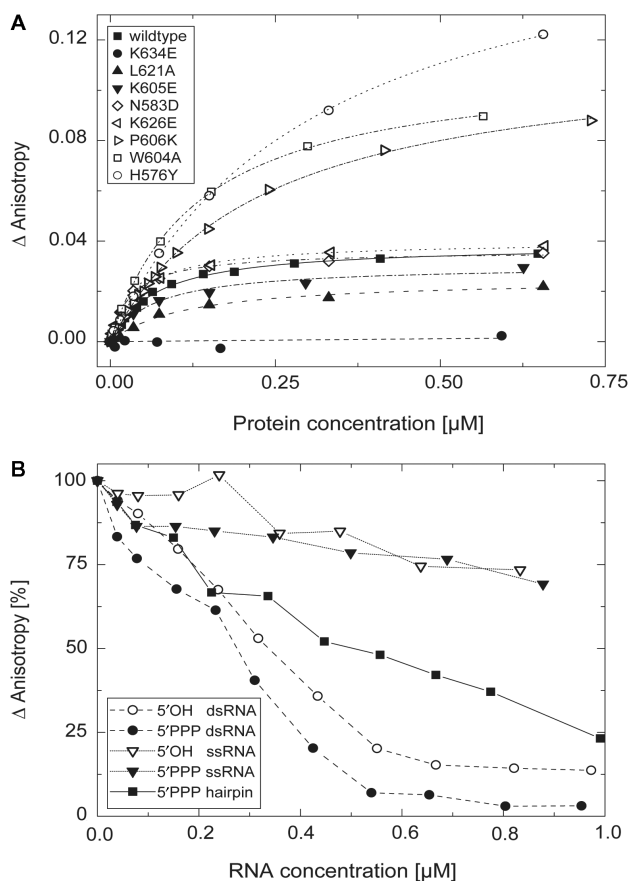 A
0.12
0.08
0.04
0.00
Δ Anisotropy
wildtype
K634E
L621A
K605E
N583D
K626E
P606K
W604A
H576Y
0.00
0.25
0.50
0.75
Protein concentration [µM]
B
100
75
50
25
0
Δ Anisotropy [%]
5′OH dsRNA
5′PPP dsRNA
5′OH ssRNA
5′PPP ssRNA
5′PPP hairpin
0.0
0.2
0.4
0.6
0.8
1.0
RNA concentration [µM]